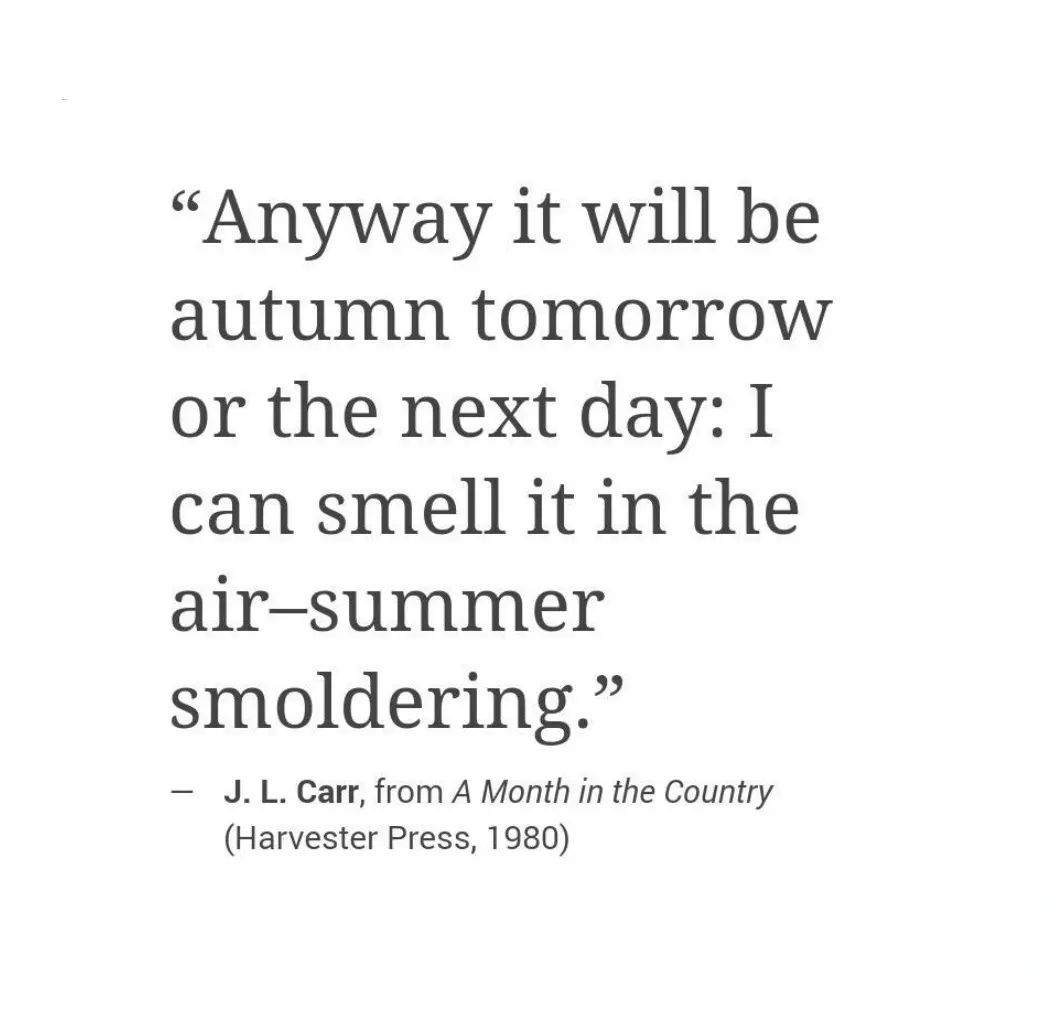 “Anyway it will be
autumn tomorrow
or the next day: I
can smell it in the
air–summer
smoldering.”
— J. L. Carr, from A Month in the Country
(Harvester Press, 1980)